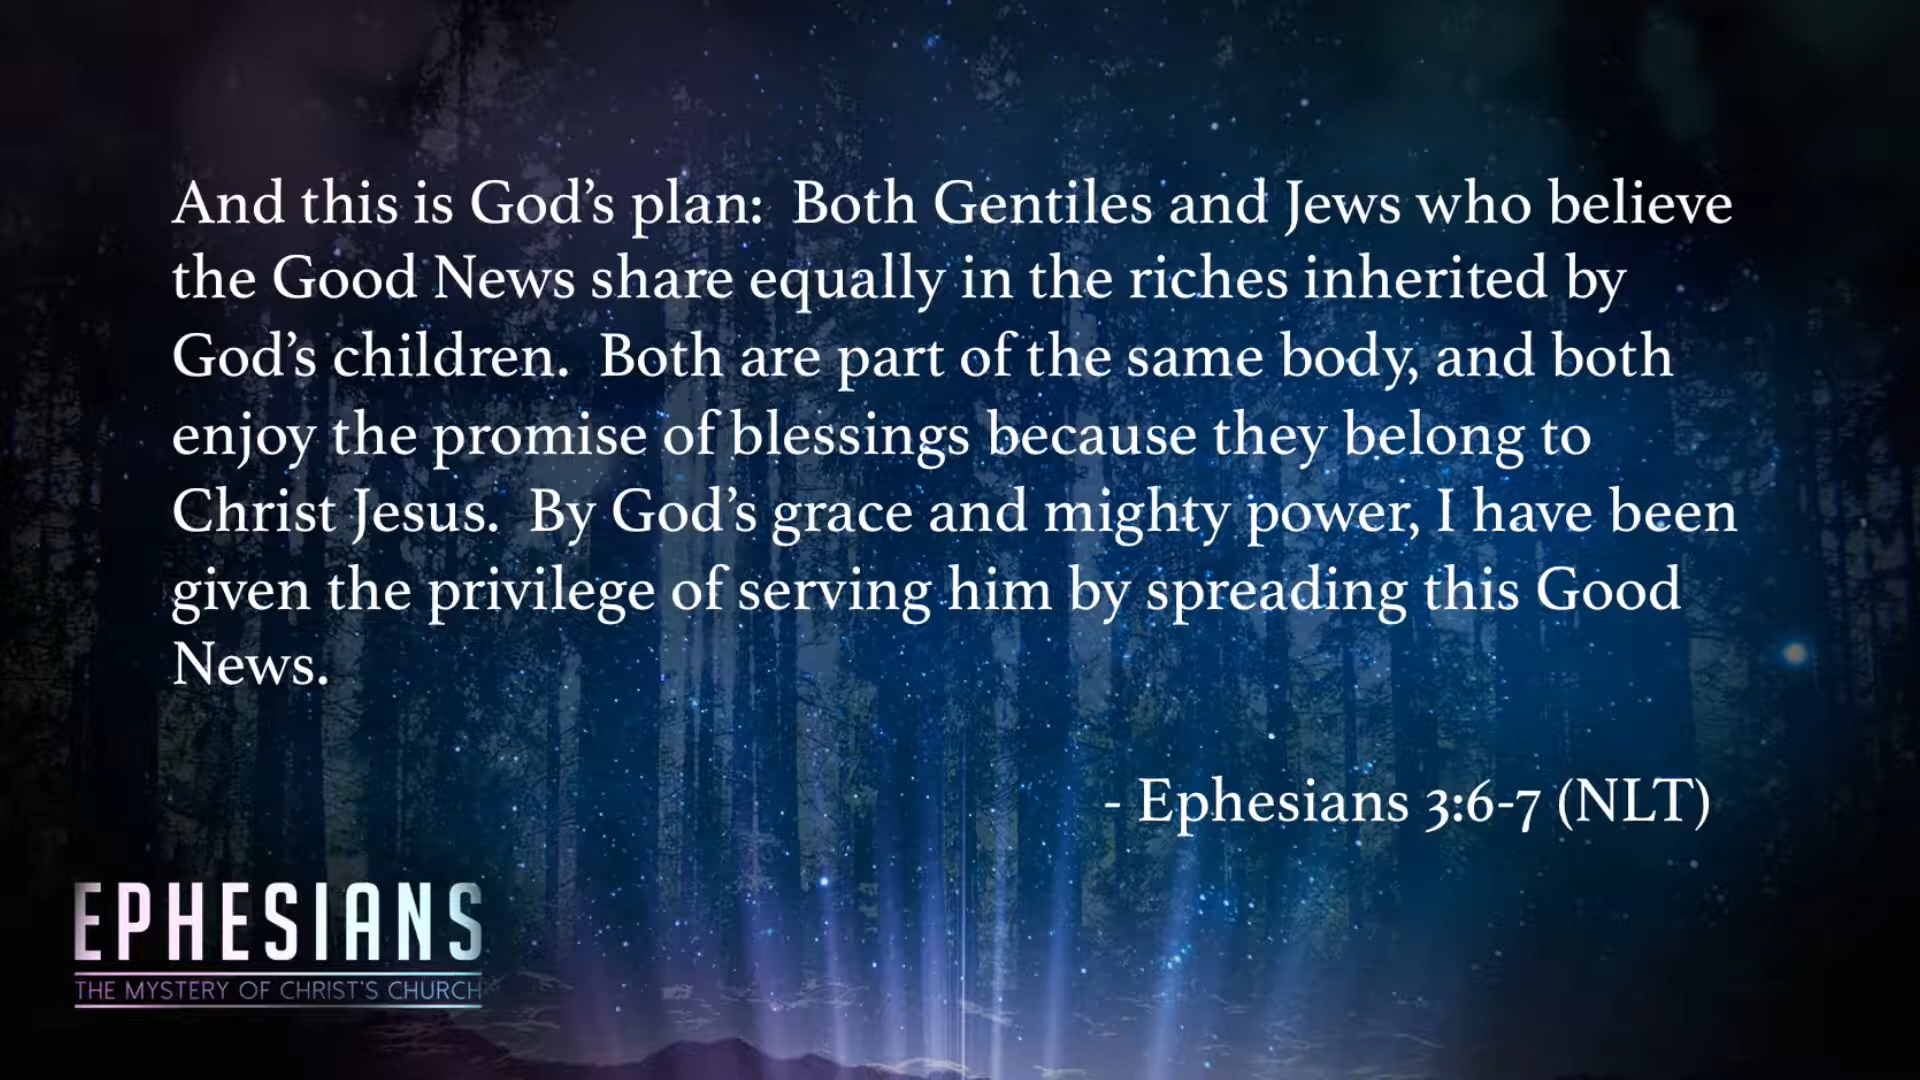 And this is God’s plan:  Both Gentiles and Jews who believe
the Good News share equally in the riches inherited by
God’s children.  Both are part of the same body, and both
enjoy the promise of blessings because they belong to
Christ Jesus.  By God’s grace and mighty power, I have been
given the privilege of serving him by spreading this Good
News.
- Ephesians 3:6-7 (NLT)
EPHESIANS
THE MYSTERY OF CHRIST'S CHURCH